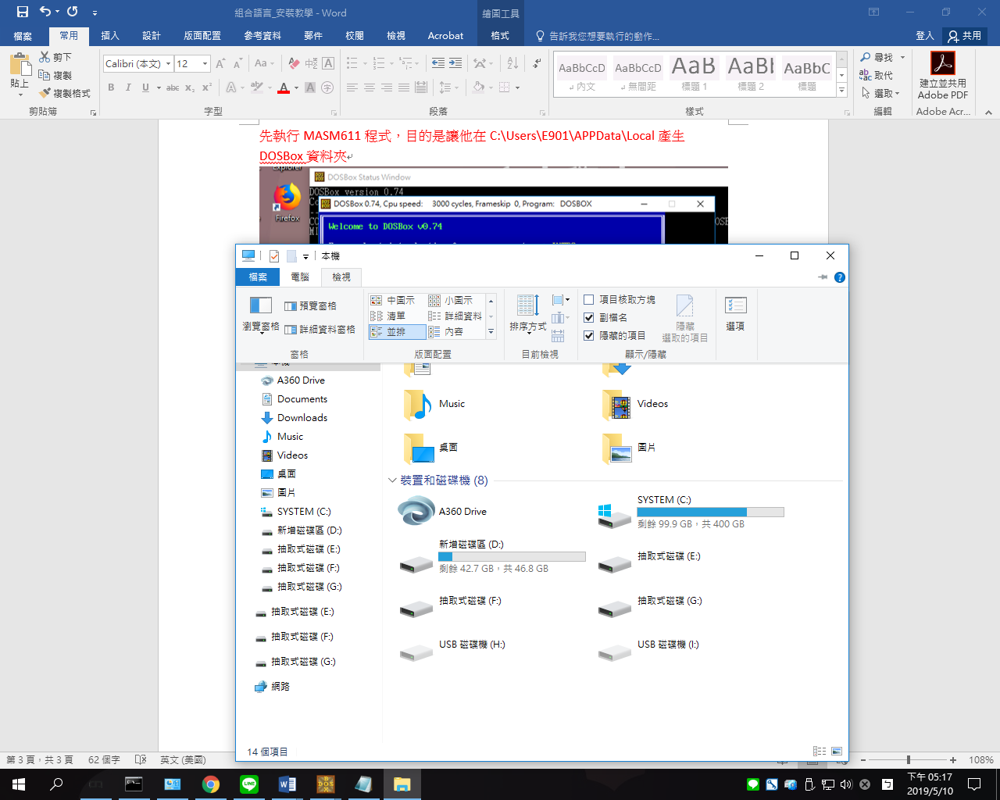 組合語言_安裝教學 - Word
繪圖工具
檔案 常用 插入 設計 版面配置 參考資料 郵件 校閱 檢視 Acrobat 格式 告訴我您想要執行的動作... 登入 共用
貼上
剪下
複製
複製格式
剪貼簿
Calibri (本文) 12
字型
段落
AaBbCcD AaBbCcD AaB AaBl AaBbC
內文 無間距 標題 1 標題 2 標題
樣式
尋找
取代
選取
編輯
建立並共用
Adobe PDF
Adobe Acr...
先執行 MASM611 程式，目的是讓他在 C:\Users\E901\APPData\Local 產生
DOSBox 資料夾
Explorer
Firefox
DOSBox Status Window
DOSBox version 0.74
DOSBox 0.74, Cpu speed: 3000 cycles, Frameskip 0, Program: DOSBOX
Welcome to DOSBox v0.74
本機
檔案 電腦 檢視
瀏覽窗格
預覽窗格
詳細資料窗格
窗格
中圖示 小圖示
清單 詳細資料
並排 內容
版面配置
排序方式
目前檢視
項目核取方塊
副檔名
隱藏的項目
隱藏
選取的項目
顯示/隱藏
選項
本機
A360 Drive
Documents
Downloads
Music
Videos
桌面
圖片
SYSTEM (C:)
新增磁碟區 (D:)
抽取式磁碟 (E:)
抽取式磁碟 (F:)
抽取式磁碟 (G:)
抽取式磁碟 (E:)
抽取式磁碟 (F:)
抽取式磁碟 (G:)
網路
Music
Videos
桌面
圖片
裝置和磁碟機 (8)
A360 Drive
SYSTEM (C:)
剩餘 99.9 GB，共 400 GB
新增磁碟區 (D:)
剩餘 42.7 GB，共 46.8 GB
抽取式磁碟 (E:)
抽取式磁碟 (F:)
抽取式磁碟 (G:)
USB 磁碟機 (H:)
USB 磁碟機 (I:)
14 個項目
第 3 頁，共 3 頁 62 個字 英文 (美國) 108%
下午 05:17
2019/5/10